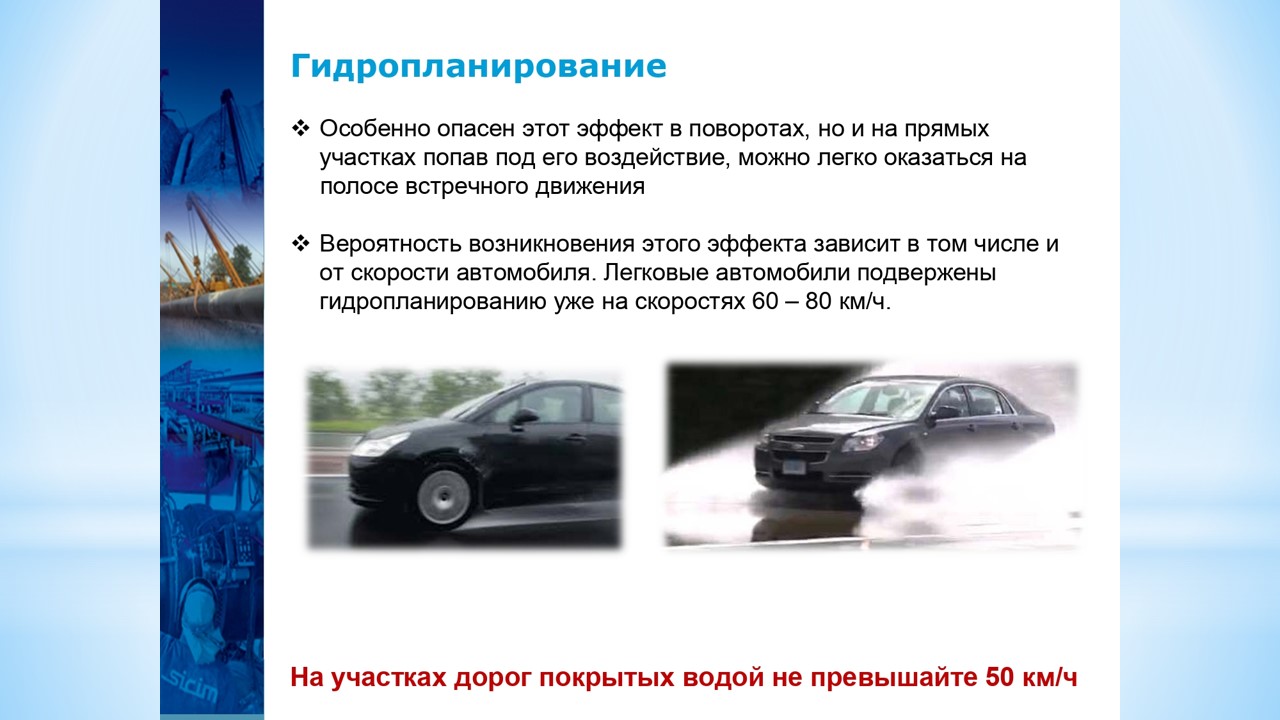 Гидропланирование
❖ Особенно опасен этот эффект в поворотах, но и на прямых
участках попав под его воздействие, можно легко оказаться на
полосе встречного движения
❖ Вероятность возникновения этого эффекта зависит в том числе и
от скорости автомобиля. Легковые автомобили подвержены
гидропланированию уже на скоростях 60 – 80 км/ч.
sicim
На участках дорог покрытых водой не превышайте 50 км/ч